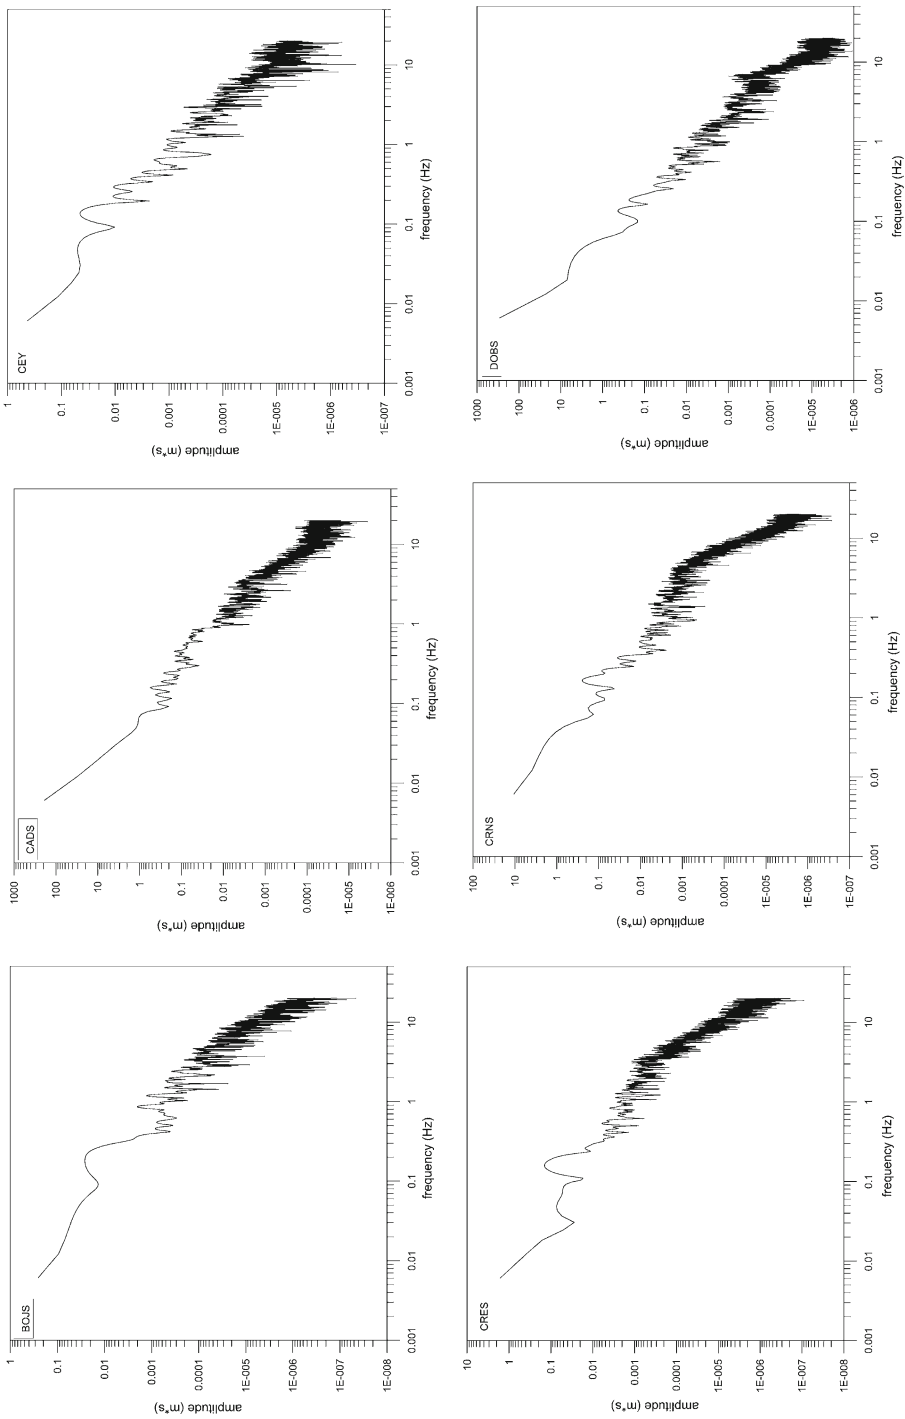 BOJS
1
0.1
0.01
0.001
0.0001
1E-005
1E-006
1E-007
1E-008
amplitude (m*s)
0.001 0.01 0.1 1 10
frequency (Hz)
CADS
1000
100
10
1
0.1
0.01
0.001
0.0001
1E-005
1E-006
amplitude (m*s)
0.001 0.01 0.1 1 10
frequency (Hz)
CEY
1
0.1
0.01
0.001
0.0001
1E-005
1E-006
1E-007
amplitude (m*s)
0.001 0.01 0.1 1 10
frequency (Hz)
CRES
10
1
0.1
0.01
0.001
0.0001
1E-005
1E-006
1E-007
1E-008
amplitude (m*s)
0.001 0.01 0.1 1 10
frequency (Hz)
CRNS
100
10
1
0.1
0.01
0.001
0.0001
1E-005
1E-006
1E-007
amplitude (m*s)
0.001 0.01 0.1 1 10
frequency (Hz)
DOBS
1000
100
10
1
0.1
0.01
0.001
0.0001
1E-005
1E-006
amplitude (m*s)
0.001 0.01 0.1 1 10
frequency (Hz)